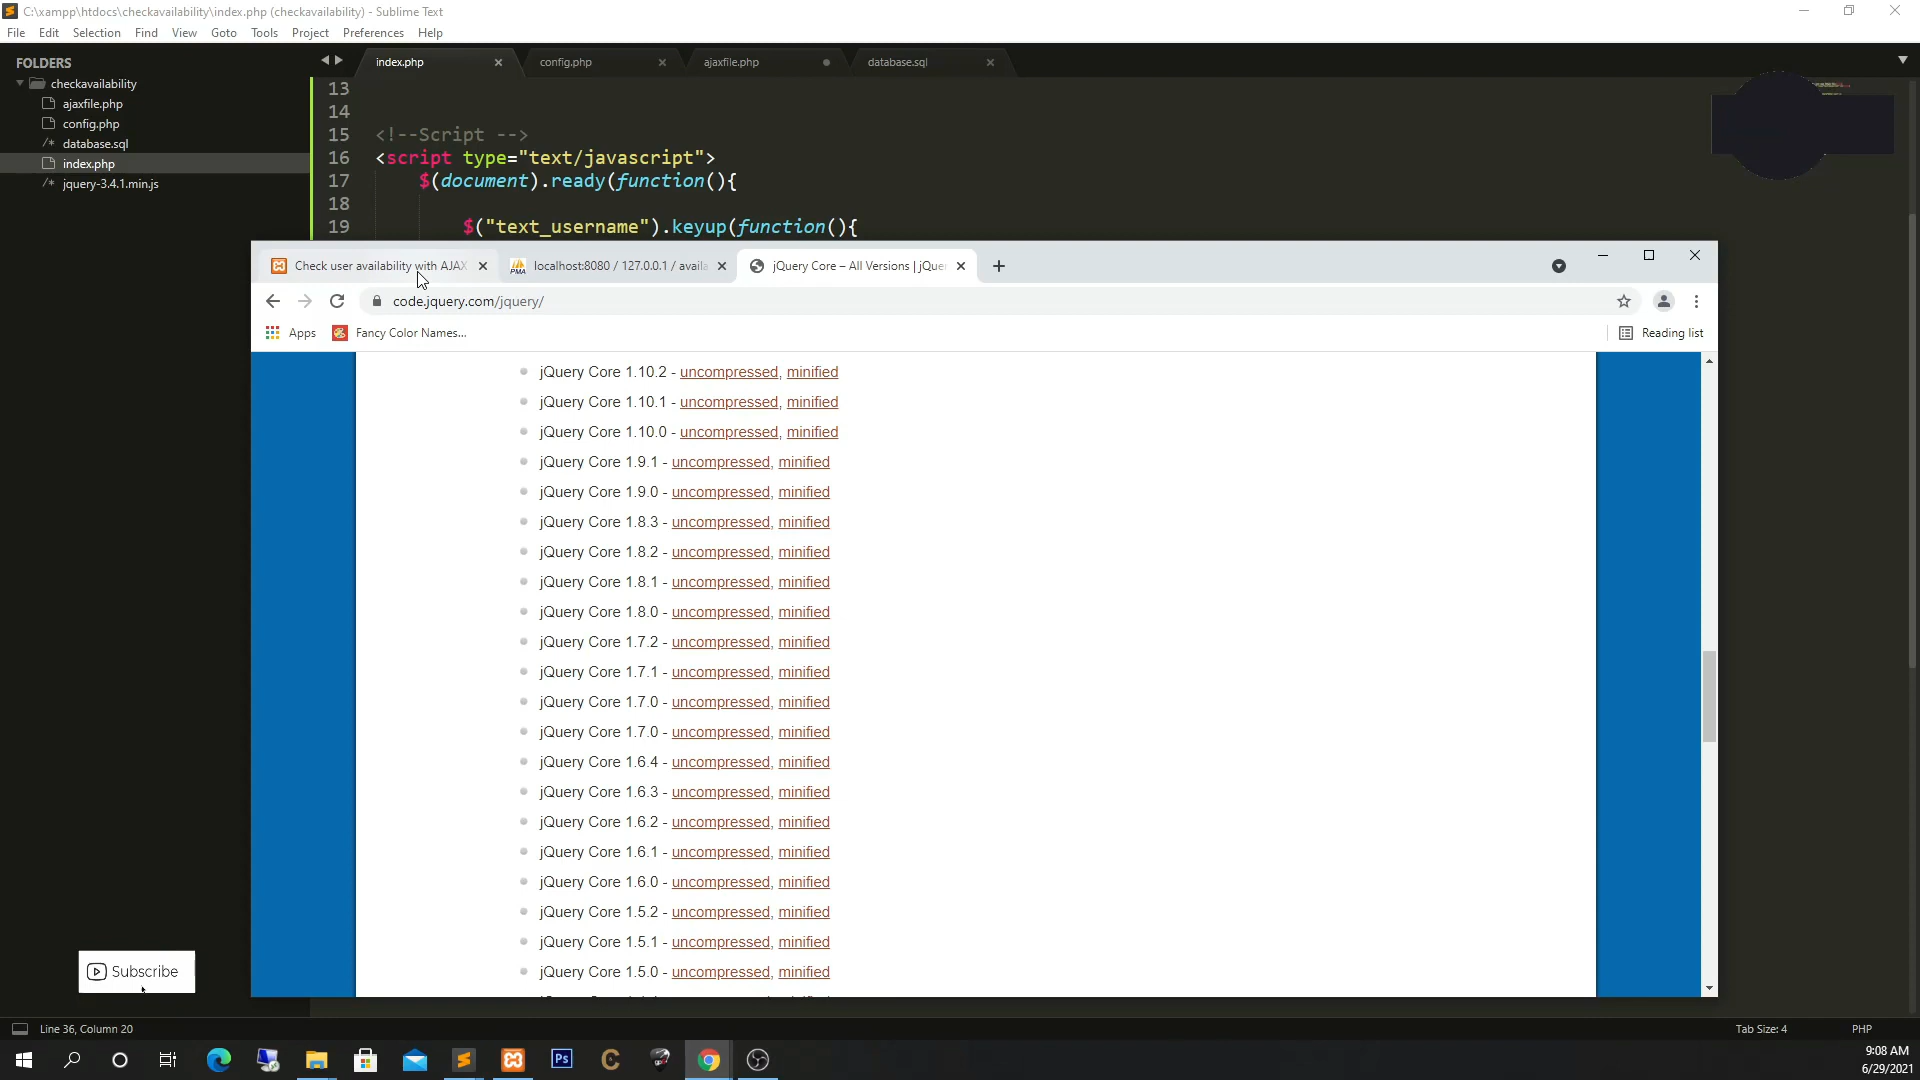 C:\xampp\htdocs\checkavailability\index.php (checkavailability) - Sublime Text
File Edit Selection Find View Goto Tools Project Preferences Help
FOLDERS
checkavailability
ajaxfile.php
config.php
database.sql
index.php
jquery-3.4.1.min.js
index.php config.php ajaxfile.php database.sql
13
14
15 <!--Script -->
16 <script type="text/javascript">
17 $(document).ready(function(){
18
19 $("text_username").keyup(function(){
Check user availability with AJAX
localhost:8080 / 127.0.0.1 / availa
jQuery Core – All Versions | jQuer
code.jquery.com/jquery/
Apps Fancy Color Names... Reading list
jQuery Core 1.10.2 - uncompressed, minified
jQuery Core 1.10.1 - uncompressed, minified
jQuery Core 1.10.0 - uncompressed, minified
jQuery Core 1.9.1 - uncompressed, minified
jQuery Core 1.9.0 - uncompressed, minified
jQuery Core 1.8.3 - uncompressed, minified
jQuery Core 1.8.2 - uncompressed, minified
jQuery Core 1.8.1 - uncompressed, minified
jQuery Core 1.8.0 - uncompressed, minified
jQuery Core 1.7.2 - uncompressed, minified
jQuery Core 1.7.1 - uncompressed, minified
jQuery Core 1.7.0 - uncompressed, minified
jQuery Core 1.7.0 - uncompressed, minified
jQuery Core 1.6.4 - uncompressed, minified
jQuery Core 1.6.3 - uncompressed, minified
jQuery Core 1.6.2 - uncompressed, minified
jQuery Core 1.6.1 - uncompressed, minified
jQuery Core 1.6.0 - uncompressed, minified
jQuery Core 1.5.2 - uncompressed, minified
jQuery Core 1.5.1 - uncompressed, minified
jQuery Core 1.5.0 - uncompressed, minified
Subscribe
Line 36, Column 20
Tab Size: 4 PHP
9:08 AM
6/29/2021